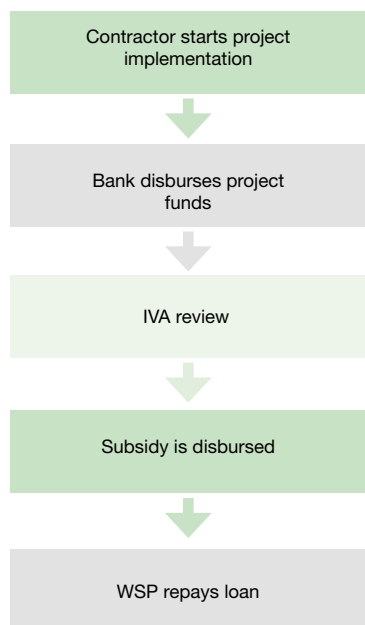 Contractor starts project
implementation
Bank disburses project
funds
IVA review
Subsidy is disbursed
WSP repays loan